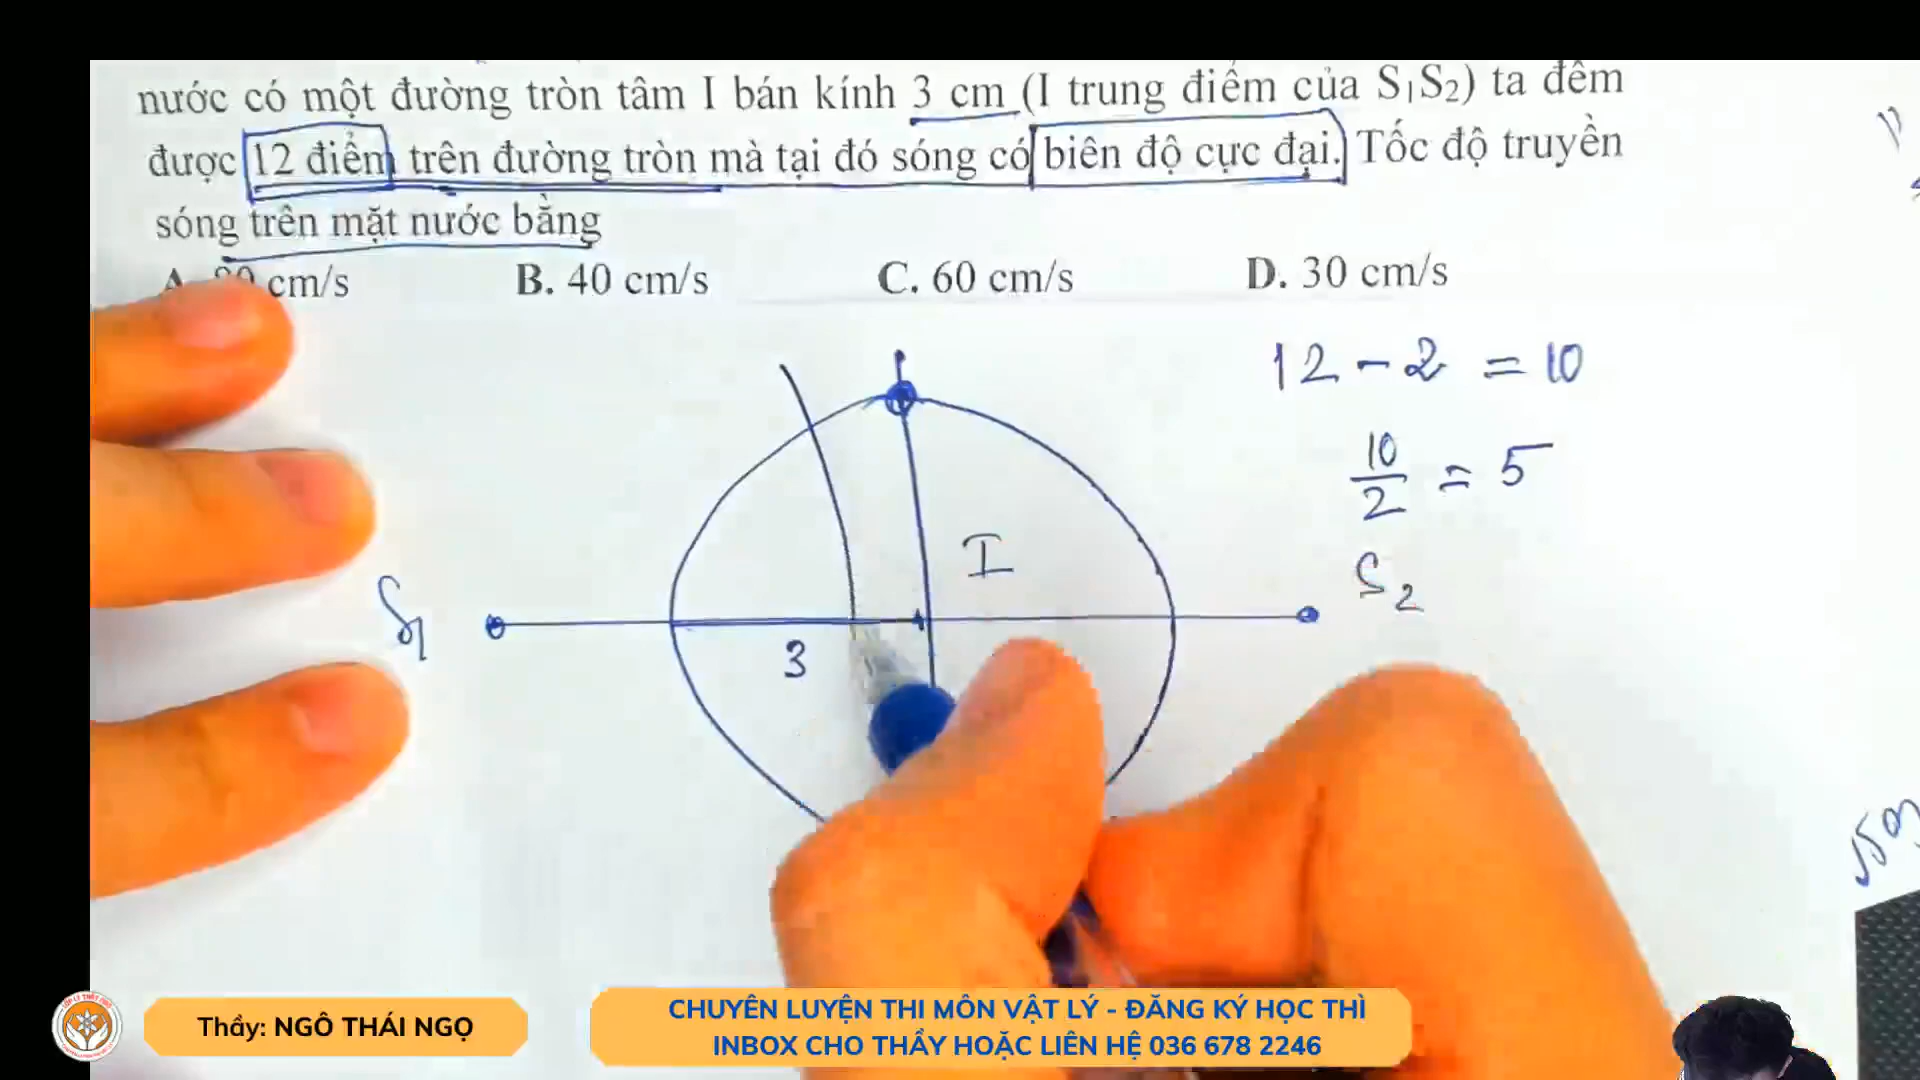 nước có một đường tròn tâm I bán kính 3 cm (I trung điểm của S₁S₂) ta đếm
được 12 điểm trên đường tròn mà tại đó sóng có biên độ cực đại. Tốc độ truyền
sóng trên mặt nước bằng
cm/s B. 40 cm/s C. 60 cm/s D. 30 cm/s
12 - 2 = 10
10/2 = 5
I
S₂
S₁
3
Thầy: NGÔ THÁI NGỌ
CHUYÊN LUYỆN THI MÔN VẬT LÝ - ĐĂNG KÝ HỌC THÌ
INBOX CHO THẦY HOẶC LIÊN HỆ 036 678 2246